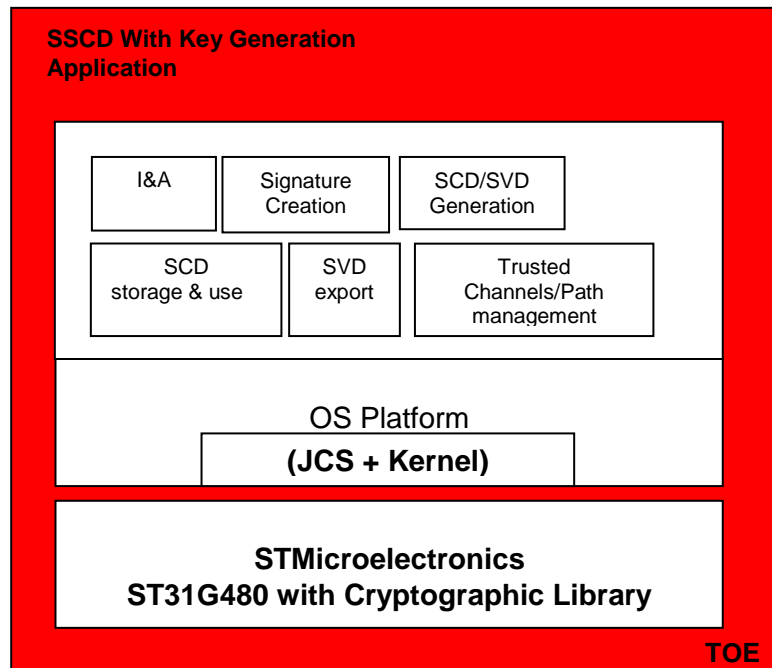 SSCD With Key Generation
Application
I&A
Signature
Creation
SCD/SVD
Generation
SCD
storage & use
SVD
export
Trusted
Channels/Path
management
OS Platform
(JCS + Kernel)
STMicroelectronics
ST31G480 with Cryptographic Library
TOE